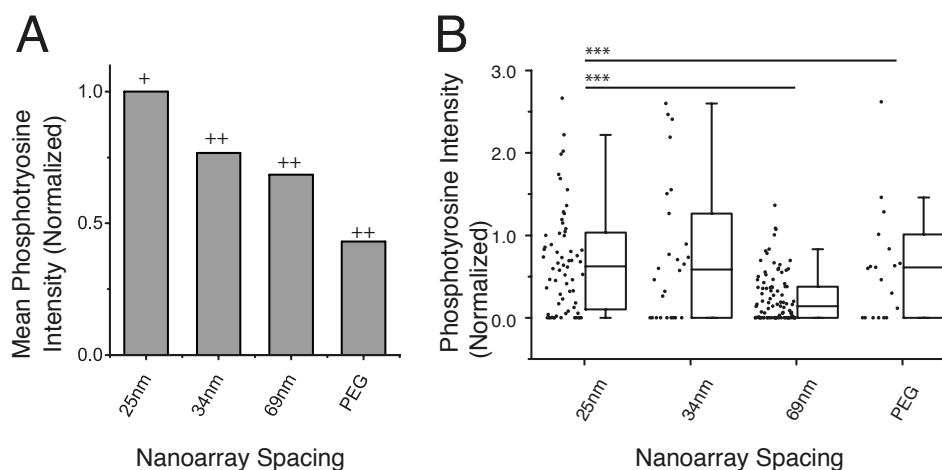 A
Mean Phosphotryosine
Intensity (Normalized)
1.0
0.5
0.0
+
++
++
++
25nm
34nm
69nm
PEG
Nanoarray Spacing
B
Phosphotyrosine Intensity
(Normalized)
***
***
3.0
2.0
1.0
0.0
25nm
34nm
69nm
PEG
Nanoarray Spacing